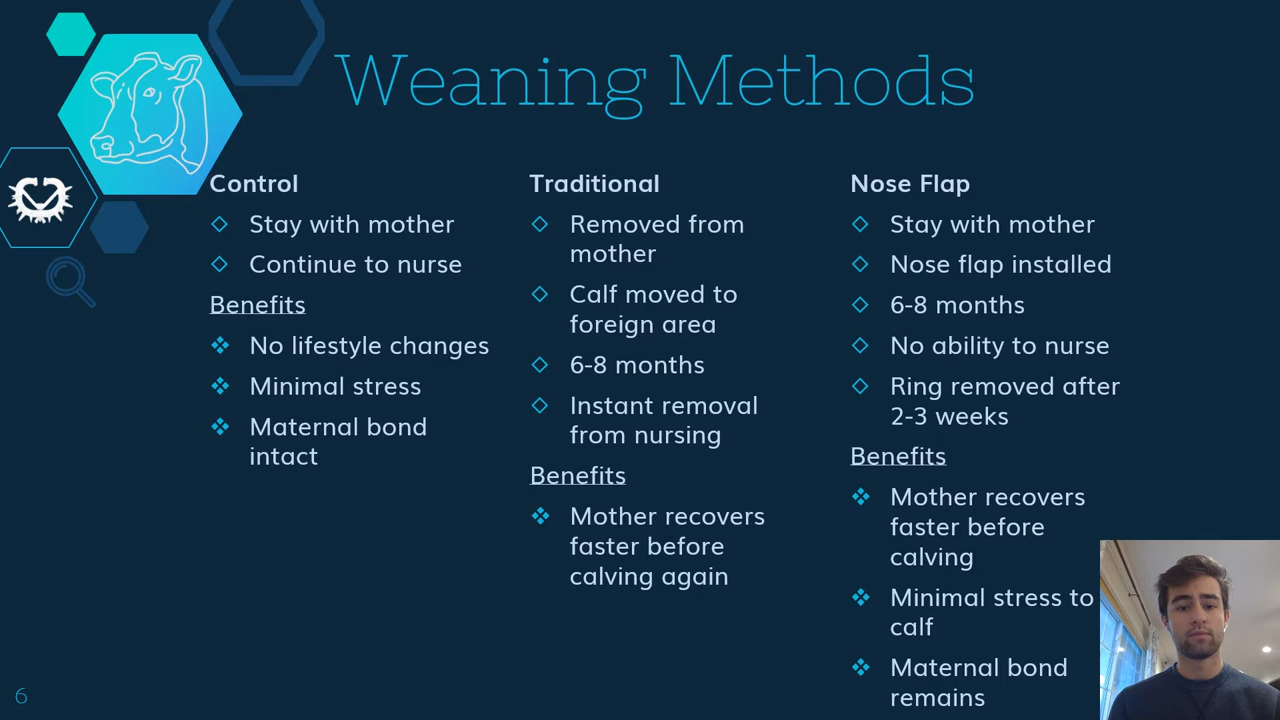 Weaning Methods
Control
Stay with mother
Continue to nurse
Benefits
No lifestyle changes
Minimal stress
Maternal bond
intact
Traditional
Removed from
mother
Calf moved to
foreign area
6-8 months
Instant removal
from nursing
Benefits
Mother recovers
faster before
calving again
Nose Flap
Stay with mother
Nose flap installed
6-8 months
No ability to nurse
Ring removed after
2-3 weeks
Benefits
Mother recovers
faster before
calving
Minimal stress to
calf
Maternal bond
remains
6